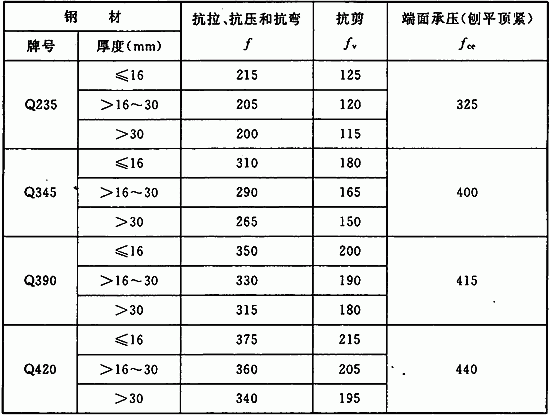 钢 材 抗拉、抗压和抗弯 抗剪 端面承压(刨平顶紧)
牌号 厚度(mm) f fv fce
Q235 ≤16 215 125 325
>16～30 205 120
>30 200 115
Q345 ≤16 310 180 400
>16～30 290 165
>30 265 150
Q390 ≤16 350 200 415
>16～30 330 190
>30 315 180
Q420 ≤16 375 215 440
>16～30 360 205
>30 340 195